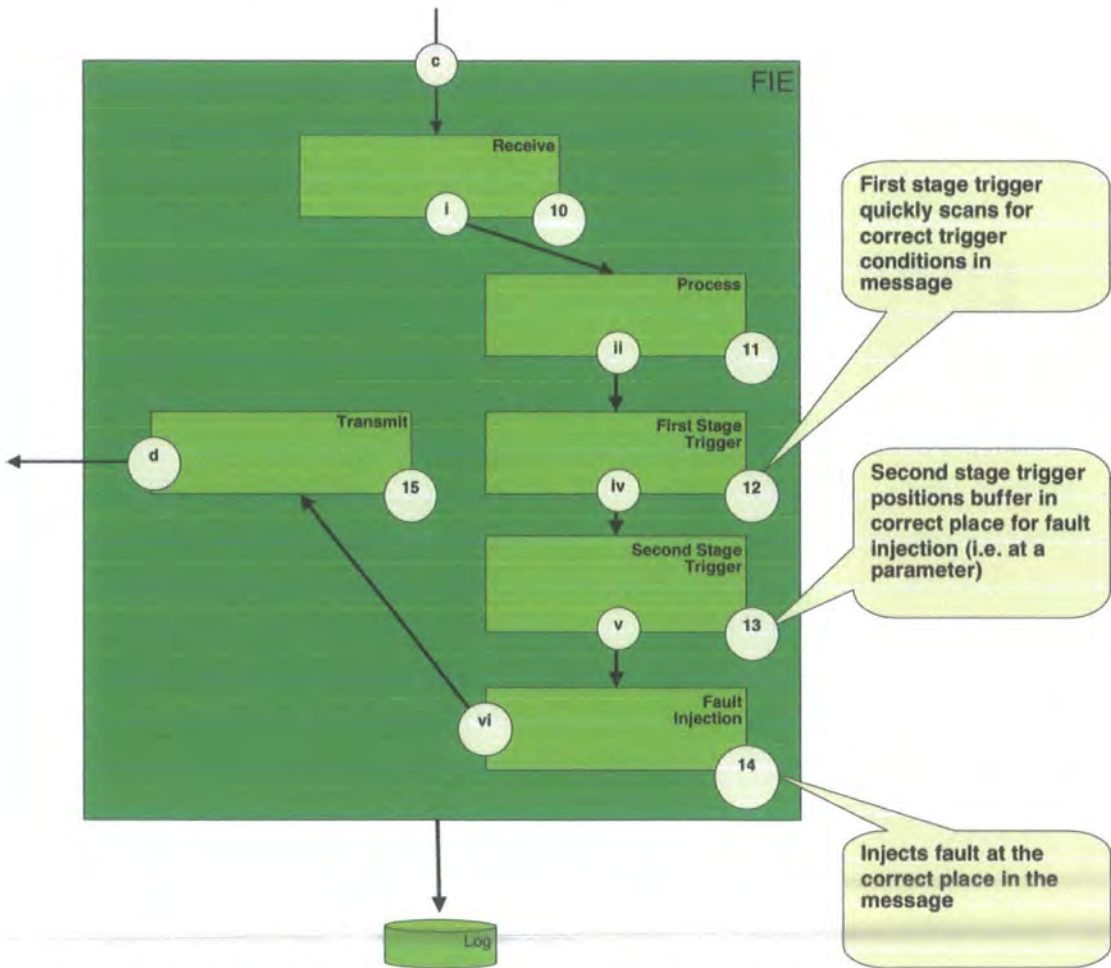 c
FIE
Receive
i
10
Process
ii
11
First stage trigger
quickly scans for
correct trigger
conditions in
message
Transmit
d
15
First Stage
Trigger
iv
12
Second Stage
Trigger
v
13
Second stage trigger
positions buffer in
correct place for fault
injection (i.e. at a
parameter)
Fault
Injection
vi
14
Injects fault at the
correct place in the
message
Log